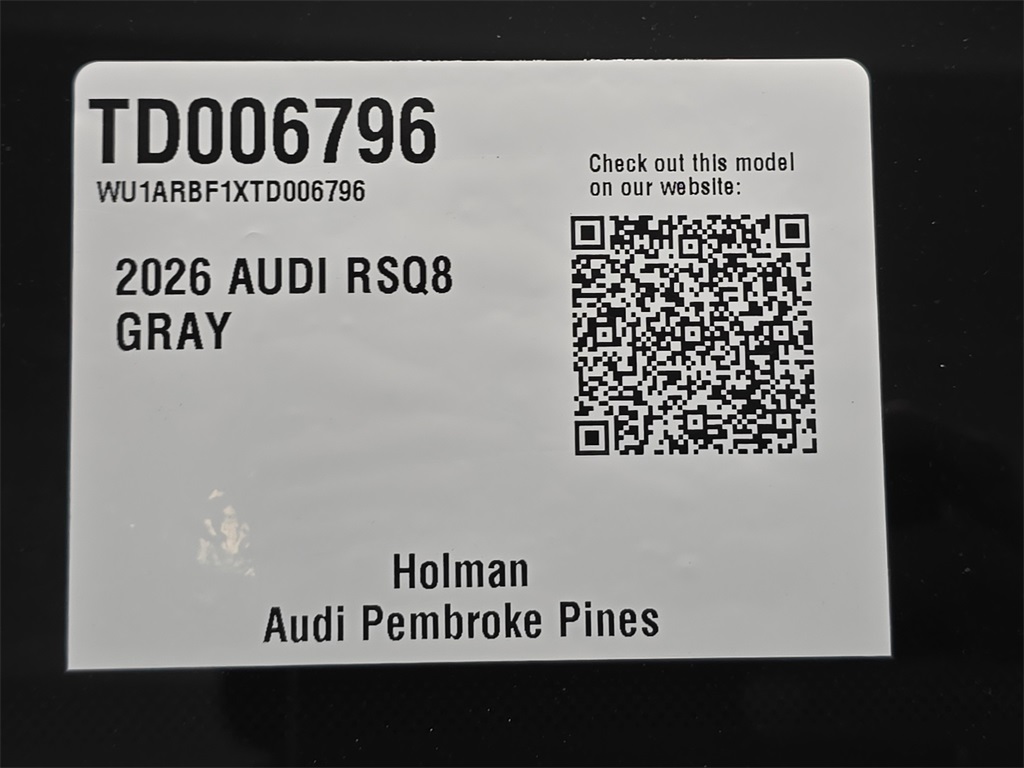 TD006796
WU1ARBF1XTD006796
2026 AUDI RSQ8
GRAY
Check out this model
on our website:
Holman
Audi Pembroke Pines